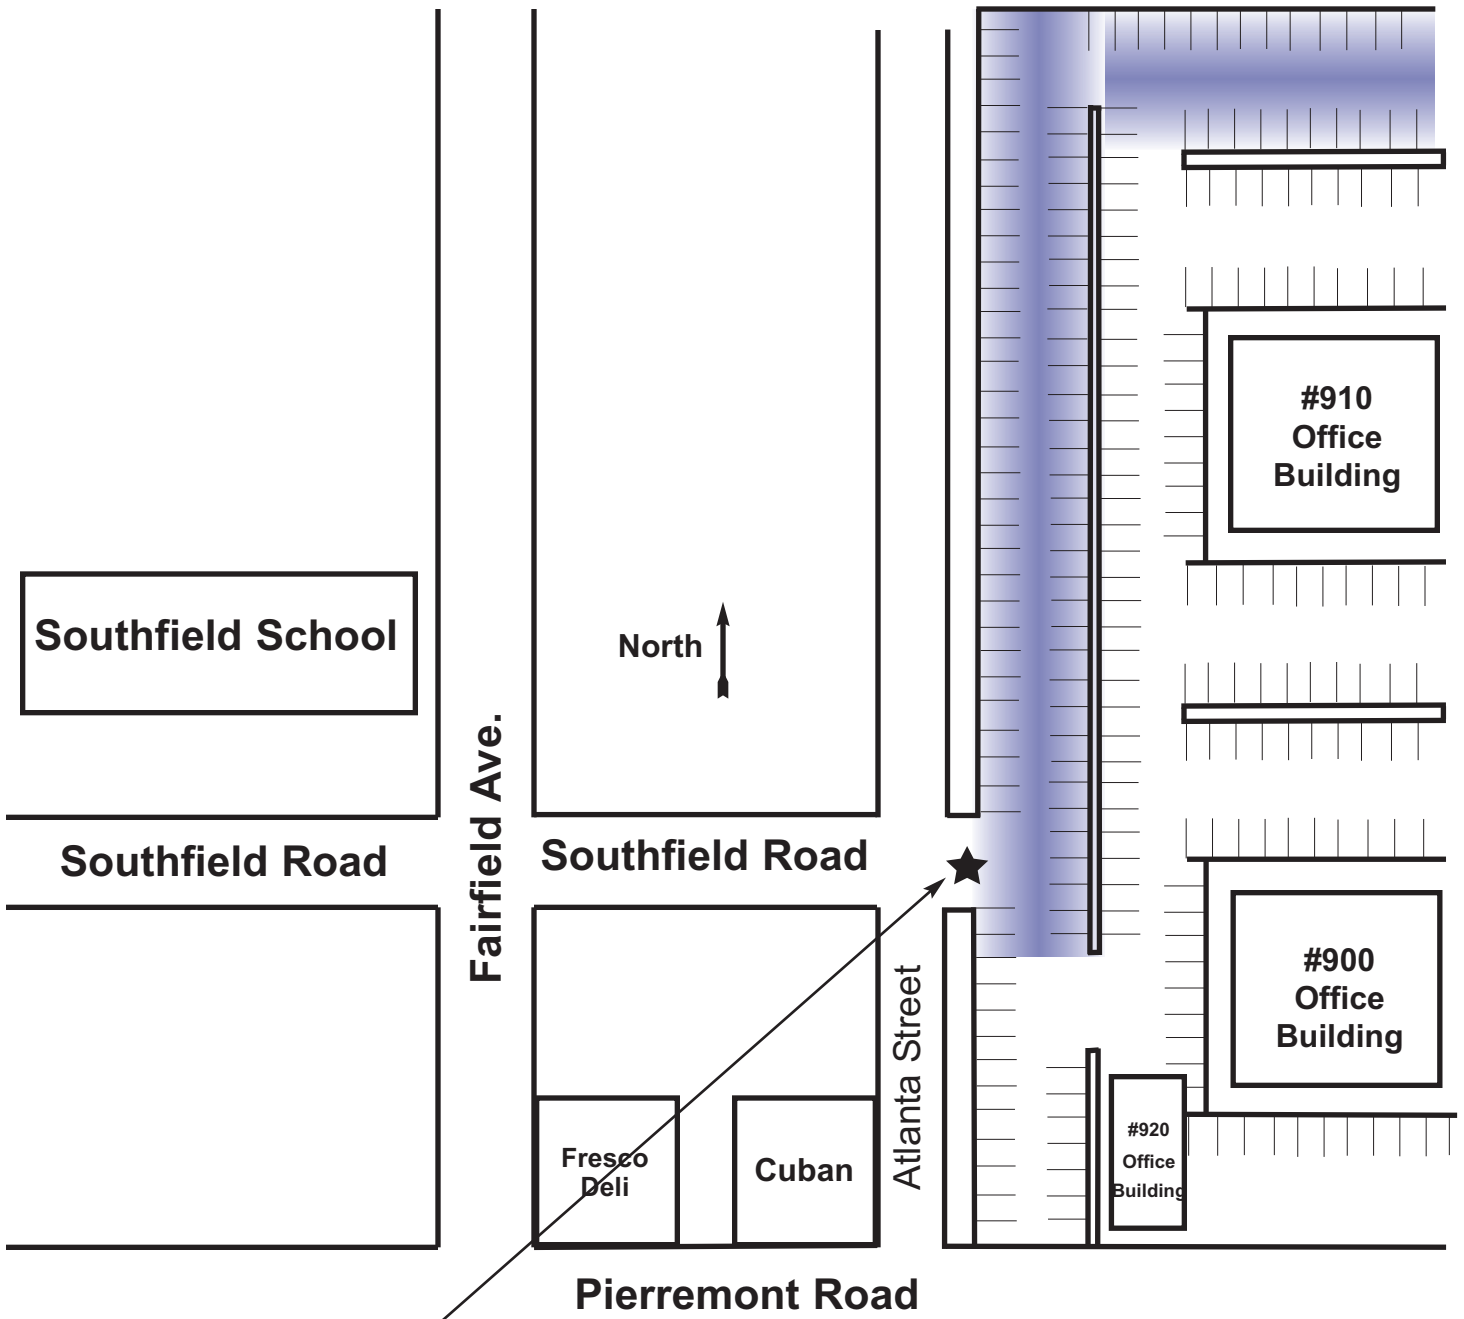 #910
Office
Building
Southfield School
North
Fairfield Ave.
Southfield Road
Southfield Road
Atlanta Street
#900
Office
Building
Fresco
Deli
Cuban
#920
Office
Building
Pierremont Road